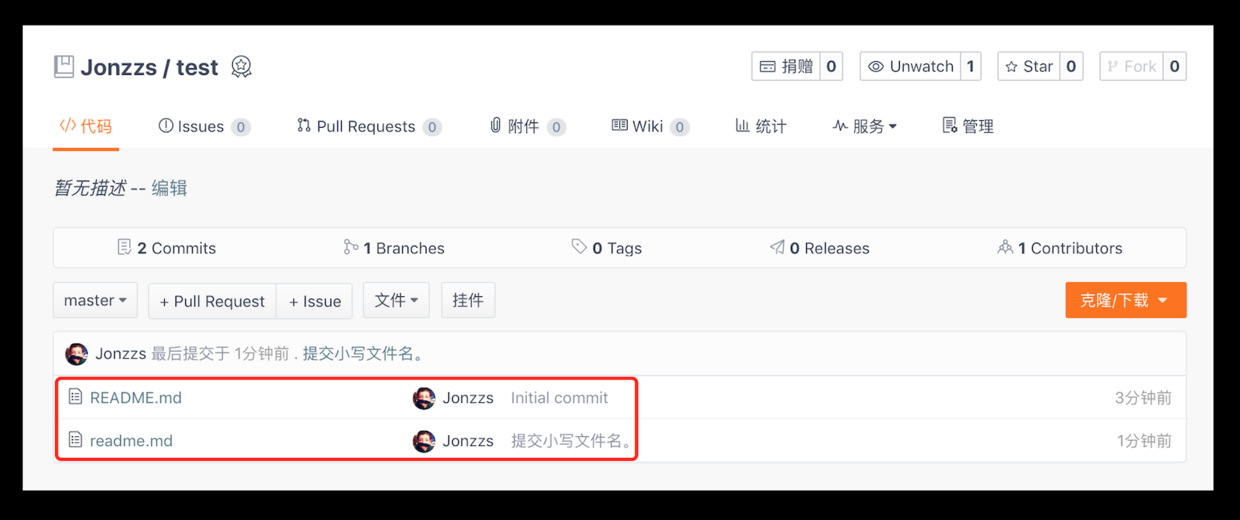 Jonzzs / test 捐赠 0 Unwatch 1 Star 0 Fork 0
</> 代码 Issues 0 Pull Requests 0 附件 0 Wiki 0 统计 服务 管理
暂无描述 -- 编辑
2 Commits 1 Branches 0 Tags 0 Releases 1 Contributors
master + Pull Request + Issue 文件 挂件 克隆/下载
Jonzzs 最后提交于 1分钟前 . 提交小写文件名。
README.md Jonzzs Initial commit 3分钟前
readme.md Jonzzs 提交小写文件名。 1分钟前